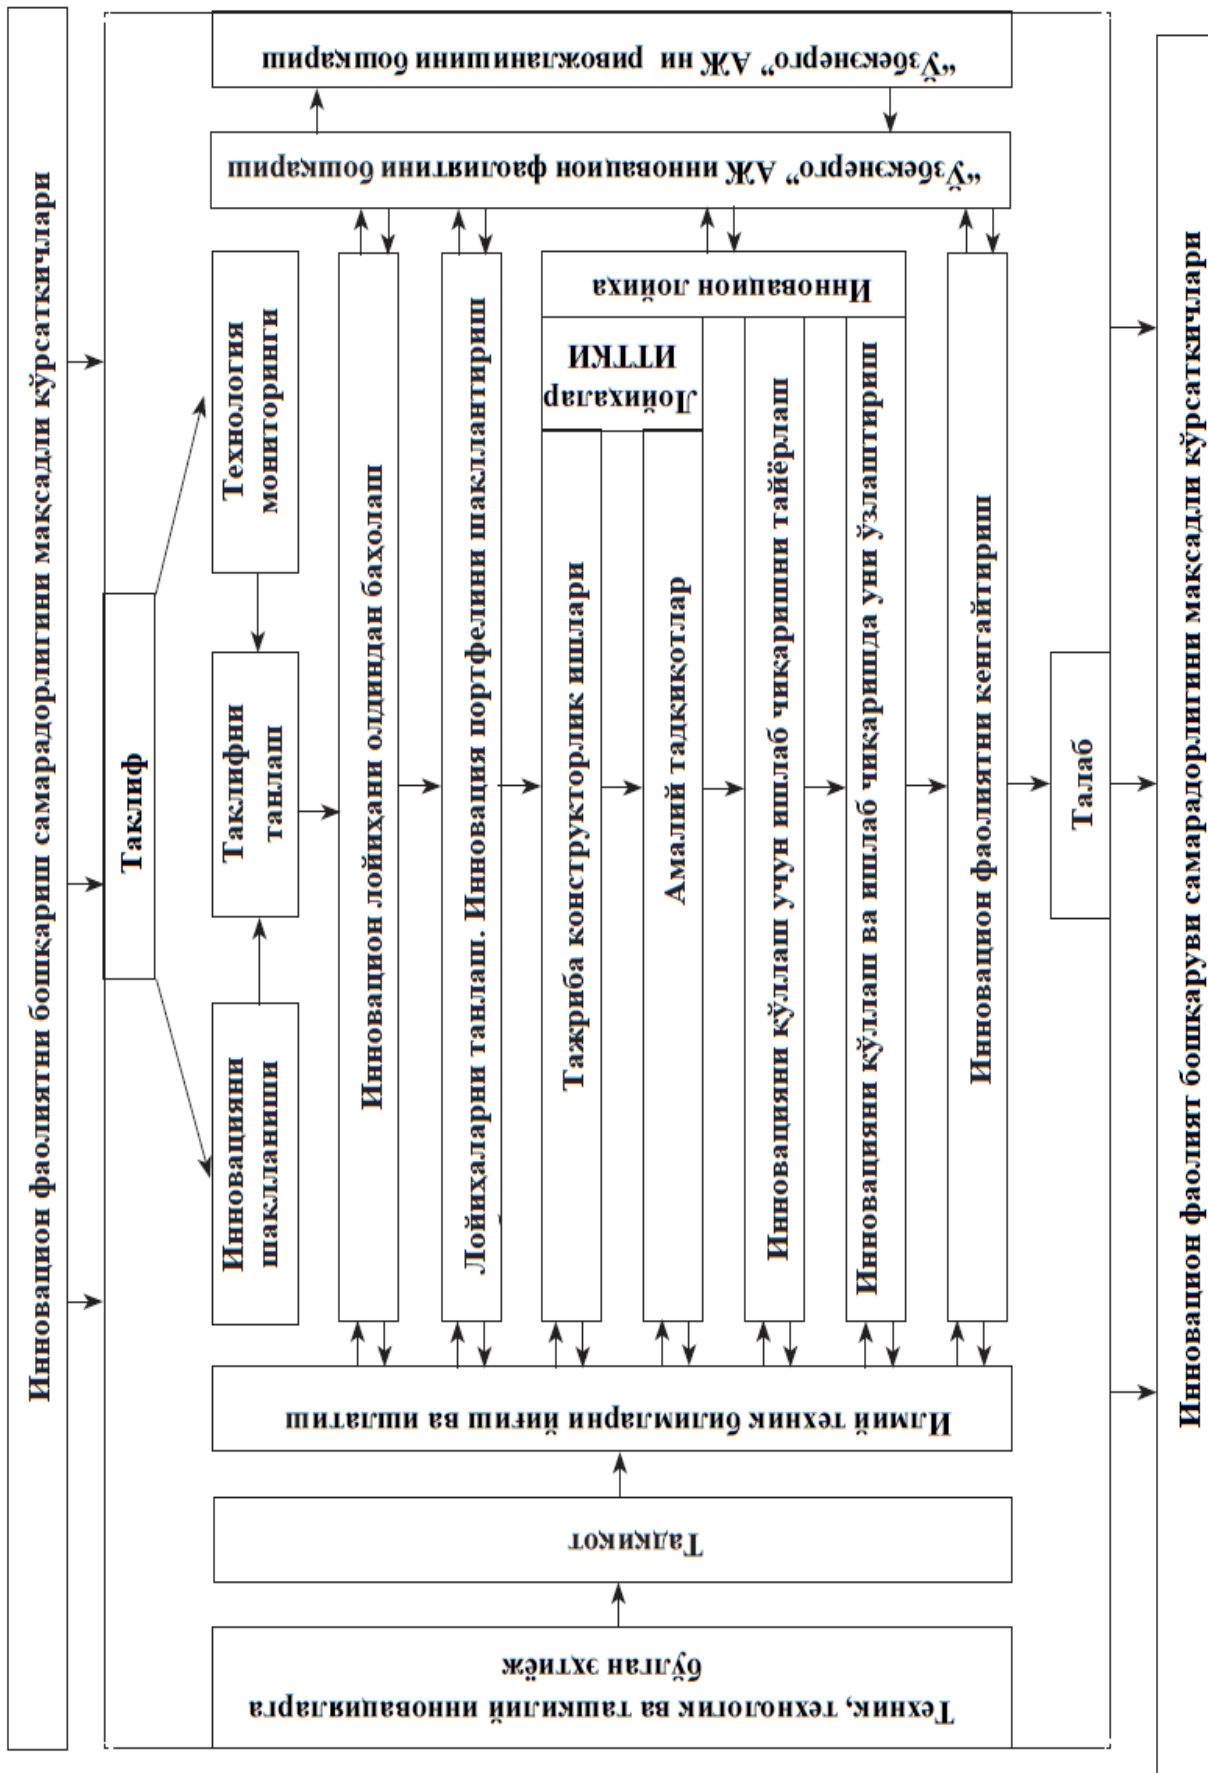 Инновацион фаолиятни бошқариш самарадорлигини мақсадли кўрсаткичлари
Таклиф
Инновацияни
шаклланиши
Таклифни
танлаш
Технология
мониторинги
Техник, технологик ва ташкилий инновацияларга
бўлган эҳтиёж
Тадқиқот
Илмий техник билимларни йиғиш ва ишлатиш
Инновацион лойиҳани олдиндан баҳолаш
Лойиҳаларни танлаш. Инновация портфелини шакллантириш
Тажриба конструкторлик ишлари
Амалий тадқиқотлар
Лойиҳалар
ИТТКИ
Инновацияни қўллаш учун ишлаб чиқаришни тайёрлаш
Инновацияни қўллаш ва ишлаб чиқаришда уни ўзлаштириш
Инновацион лойиҳа
Инновацион фаолиятни кенгайтириш
“Ўзбекэнерго” АЖ инновацион фаолиятини бошқариш
“Ўзбекэнерго” АЖ ни ривожланишини бошқариш
Талаб
Инновацион фаолият бошқаруви самарадорлигини мақсадли кўрсаткичлари